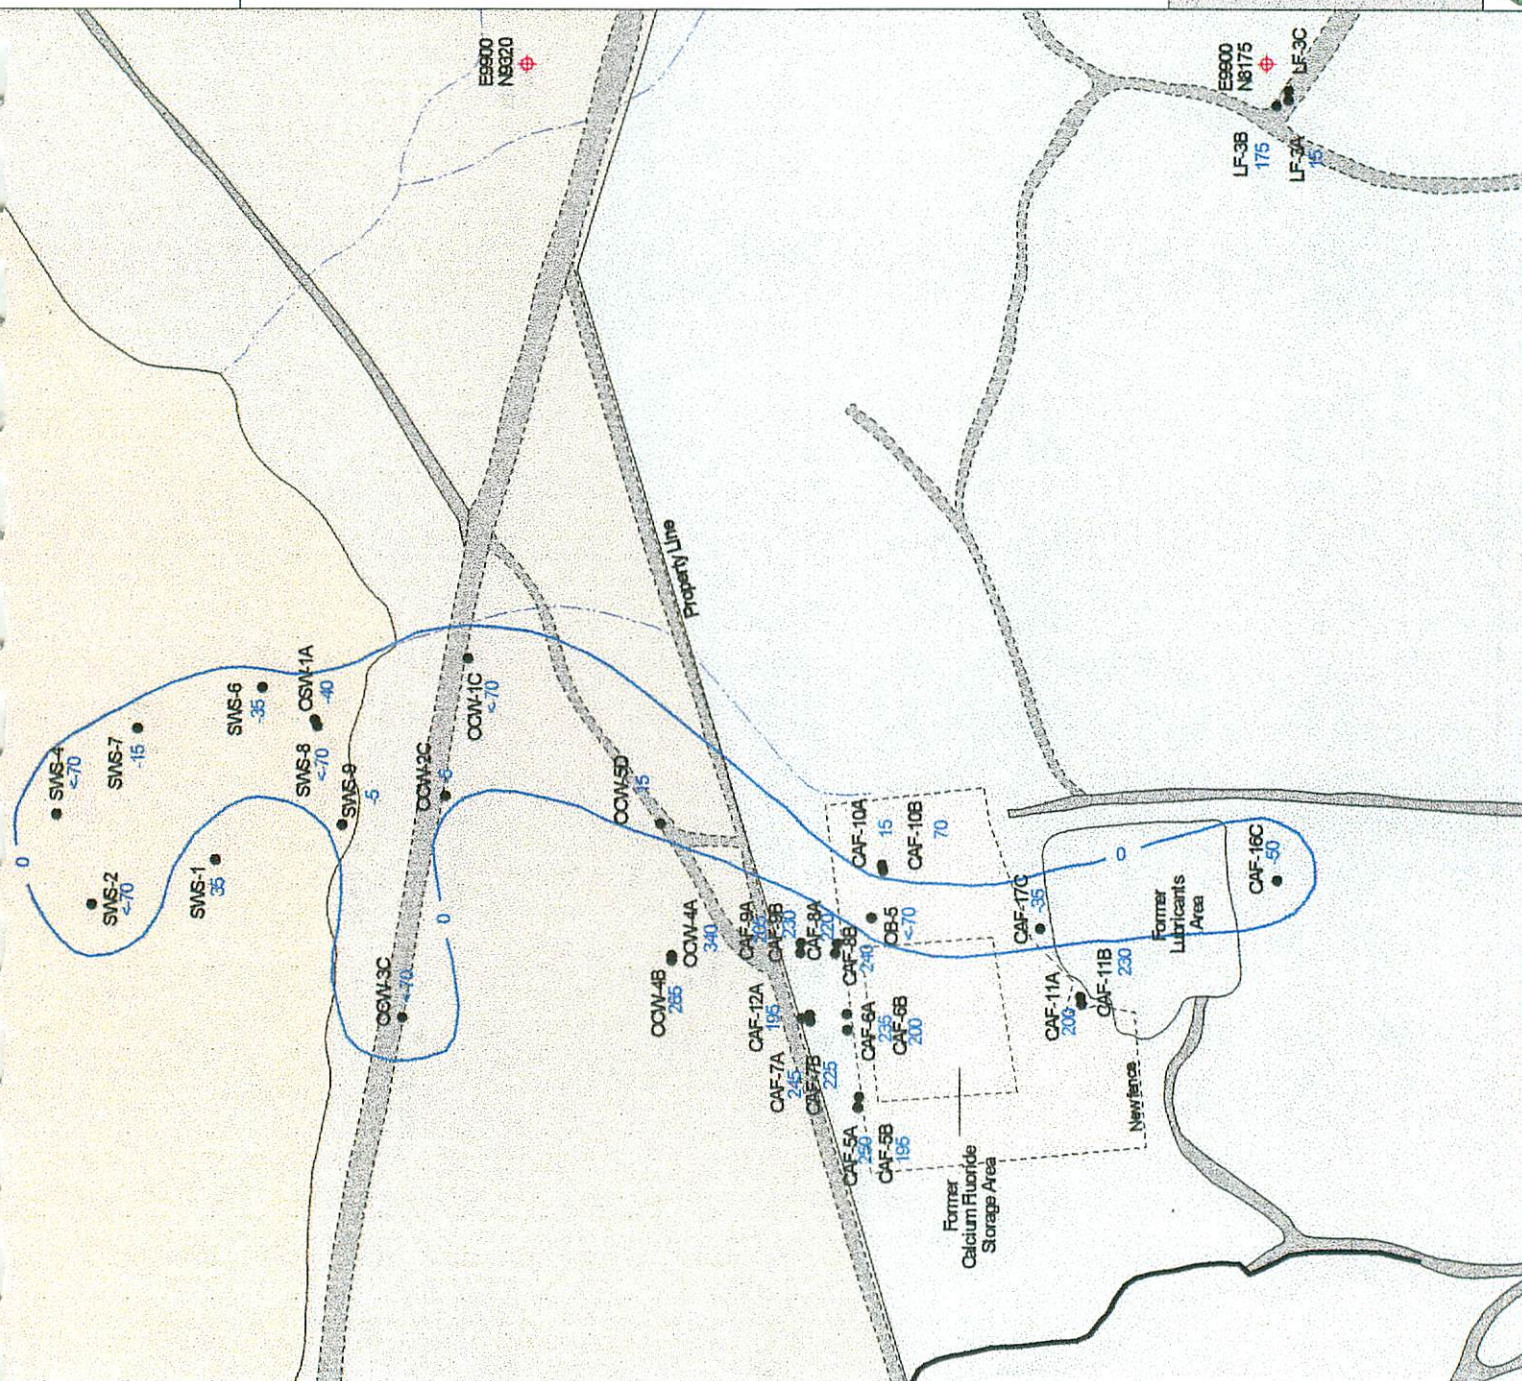 E9900
N9320
E9900
N8175
LF-3C
LF-3B
175
LF-3A
15
Property Line
0
SWS-4
<-70
SWS-7
-15
SWS-6
-35
OSW-1A
-40
SWS-8
<-70
SWS-9
-5
SWS-2
<-70
SWS-1
35
OCW-1C
<-70
OCW-2C
-5
0
OCW-3C
<-70
OCW-5D
15
OCW-4A
340
OCW-4B
265
CAF-9A
CAF-9B
230
CAF-8A
220
CAF-8B
240
CAF-12A
195
CAF-7A
245
CAF-7B
225
CAF-6A
235
CAF-6B
200
CAF-5A
250
CAF-5B
195
CAF-10A
15
CAF-10B
70
OB-5
<-70
CAF-17C
-35
CAF-16C
-50
0
CAF-11A
200
CAF-11B
230
Former
Lubricants
Area
New fence
Former
Calcium Fluoride
Storage Area